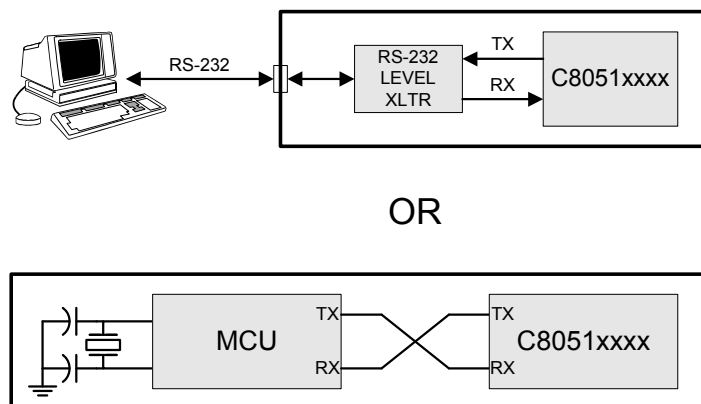 RS-232
RS-232
LEVEL
XLTR
TX
RX
C8051xxxx
OR
MCU
TX
RX
TX
RX
C8051xxxx